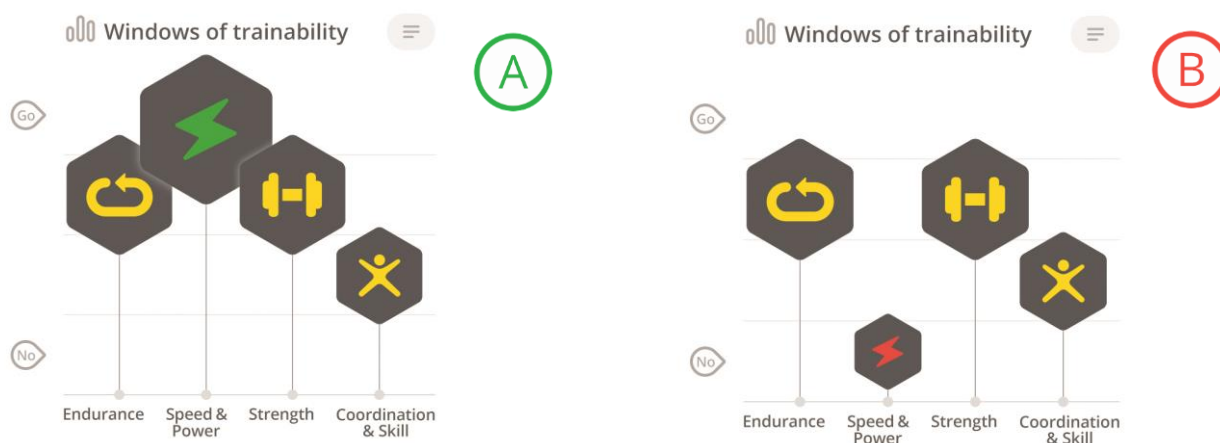 Windows of trainability
A
Go
No
Endurance
Speed &
Power
Strength
Coordination
& Skill
Windows of trainability
B
Go
No
Endurance
Speed &
Power
Strength
Coordination
& Skill